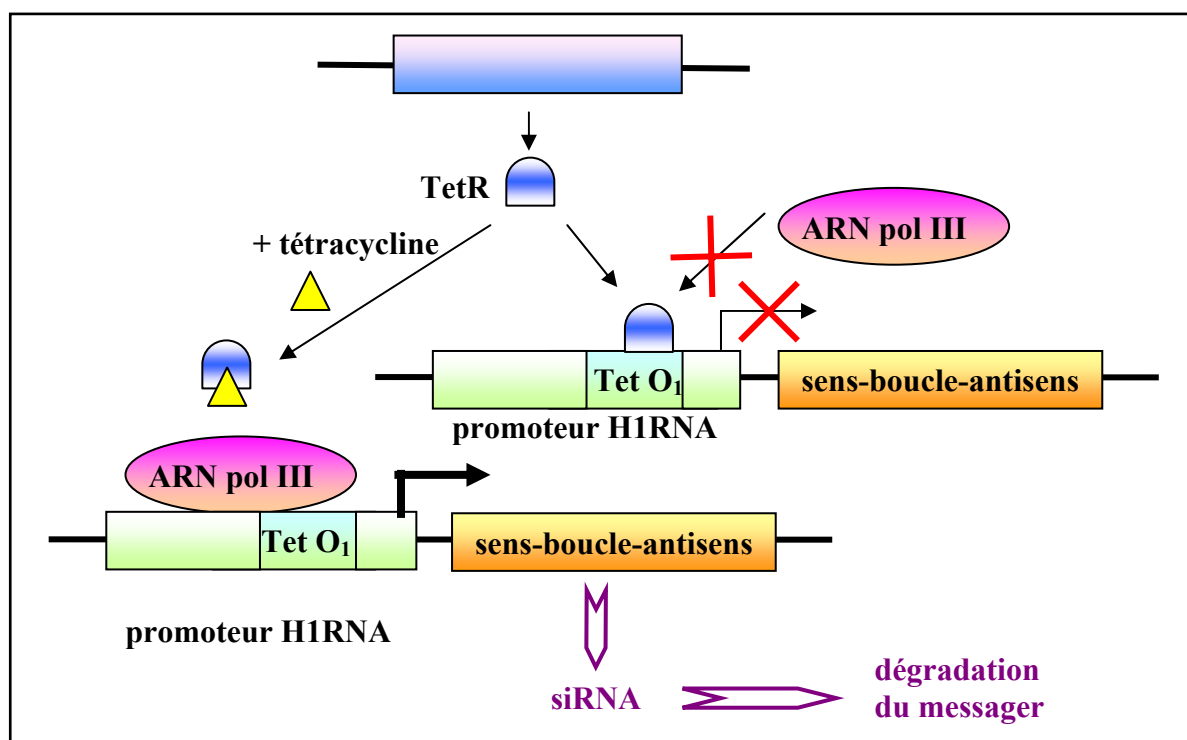 TetR
ARN pol III
+ tétracycline
Tet O₁
sens-boucle-antisens
promoteur H1RNA
ARN pol III
Tet O₁
sens-boucle-antisens
promoteur H1RNA
siRNA
dégradation
du messager